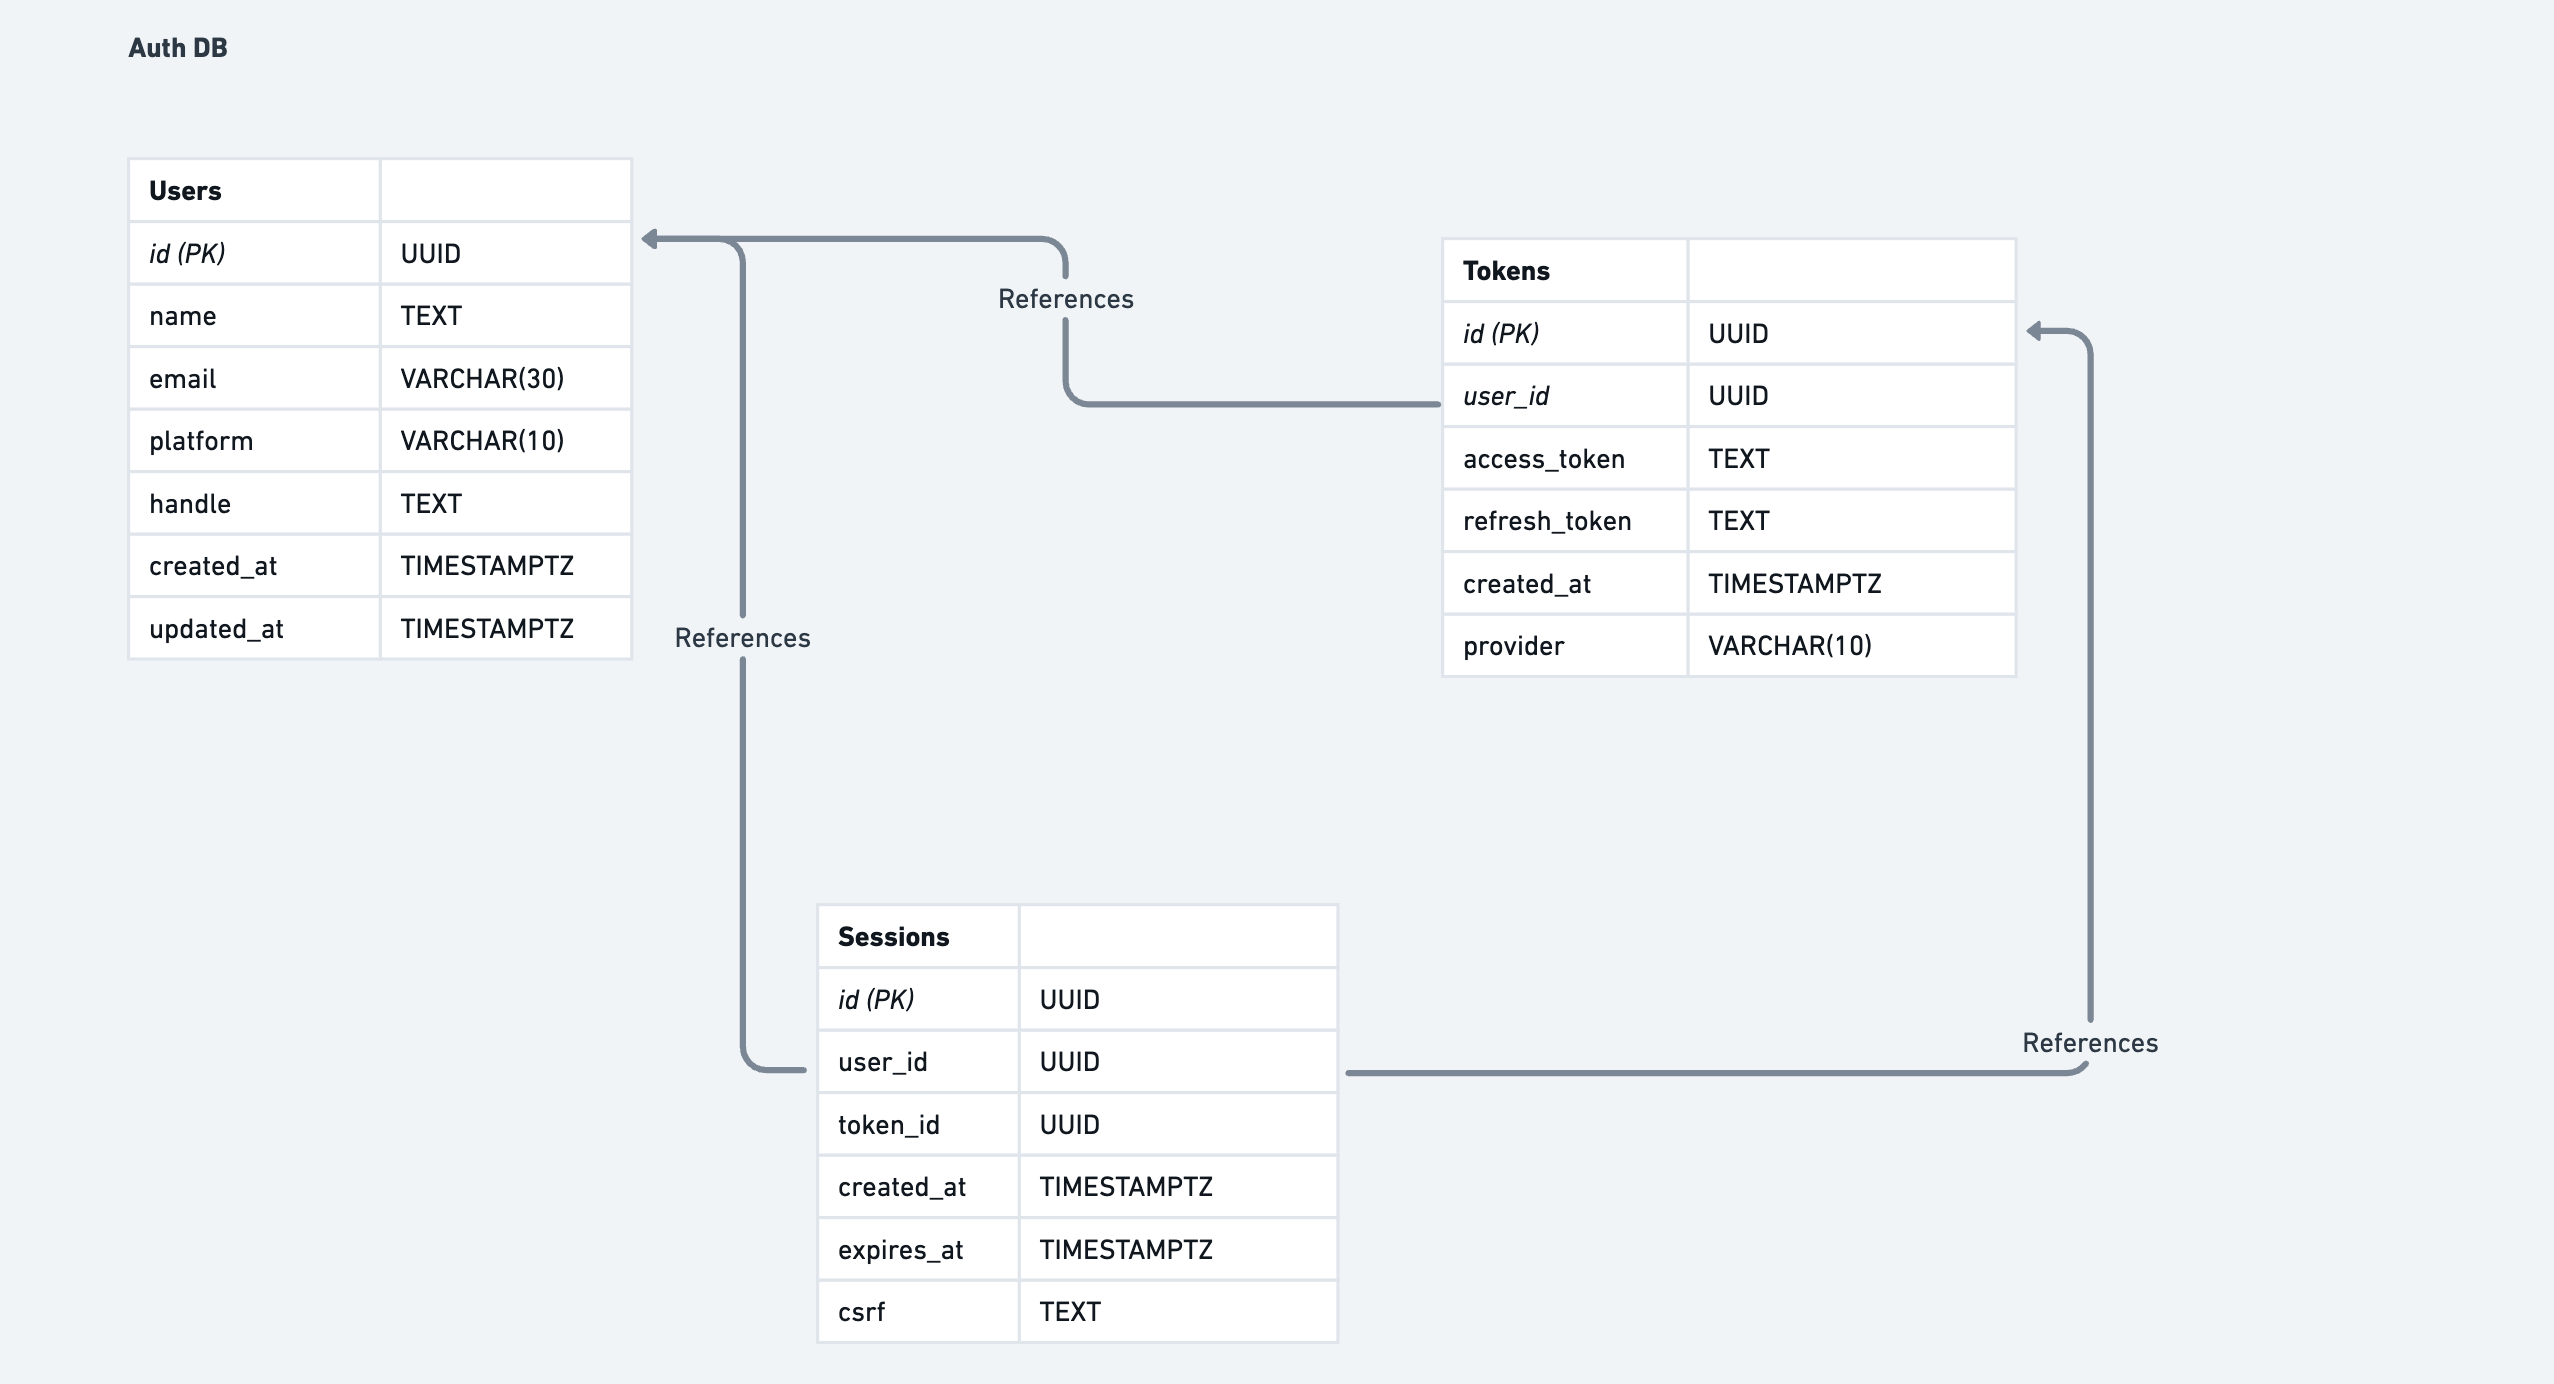 Auth DB
Users
id (PK) UUID
name TEXT
email VARCHAR(30)
platform VARCHAR(10)
handle TEXT
created_at TIMESTAMPTZ
updated_at TIMESTAMPTZ
References
Tokens
id (PK) UUID
user_id UUID
access_token TEXT
refresh_token TEXT
created_at TIMESTAMPTZ
provider VARCHAR(10)
References
Sessions
id (PK) UUID
user_id UUID
token_id UUID
created_at TIMESTAMPTZ
expires_at TIMESTAMPTZ
csrf TEXT
References